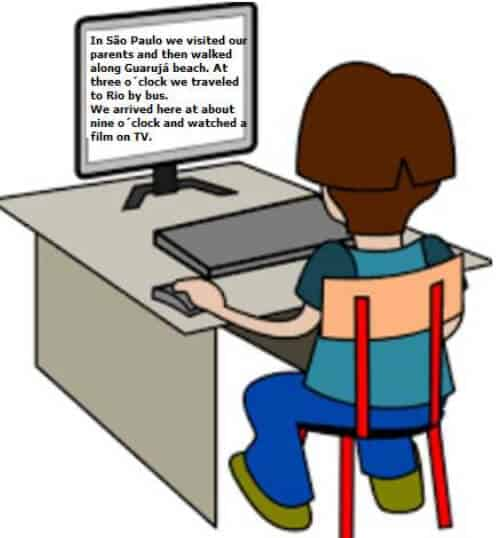 In São Paulo we visited our
parents and then walked
along Guarujá beach. At
three o´clock we traveled
to Rio by bus.
We arrived here at about
nine o´clock and watched a
film on TV.